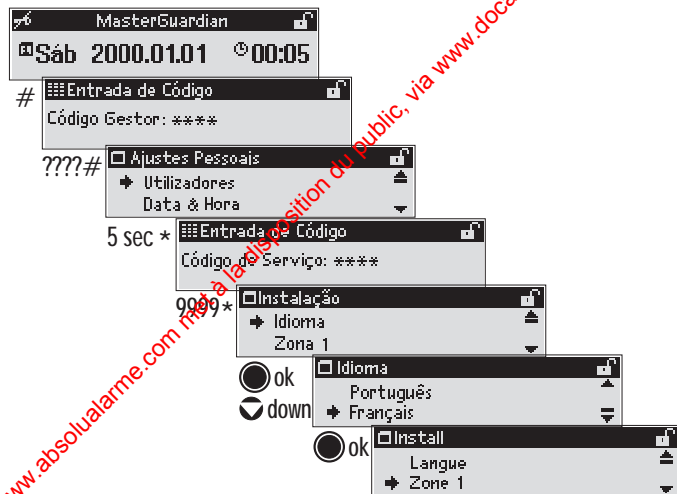 MasterGuardian
Sáb 2000.01.01 00:05
#
Entrada de Código
Código Gestor: ****
????#
Ajustes Pessoais
Utilizadores
Data & Hora
5 sec *
Entrada de Código
Código de Serviço: ****
9999*
Instalação
Idioma
Zona 1
ok
down
Idioma
Português
Français
ok
Install
Langue
Zone 1
www.absolualarme.com met à la disposition du public, via www.doca